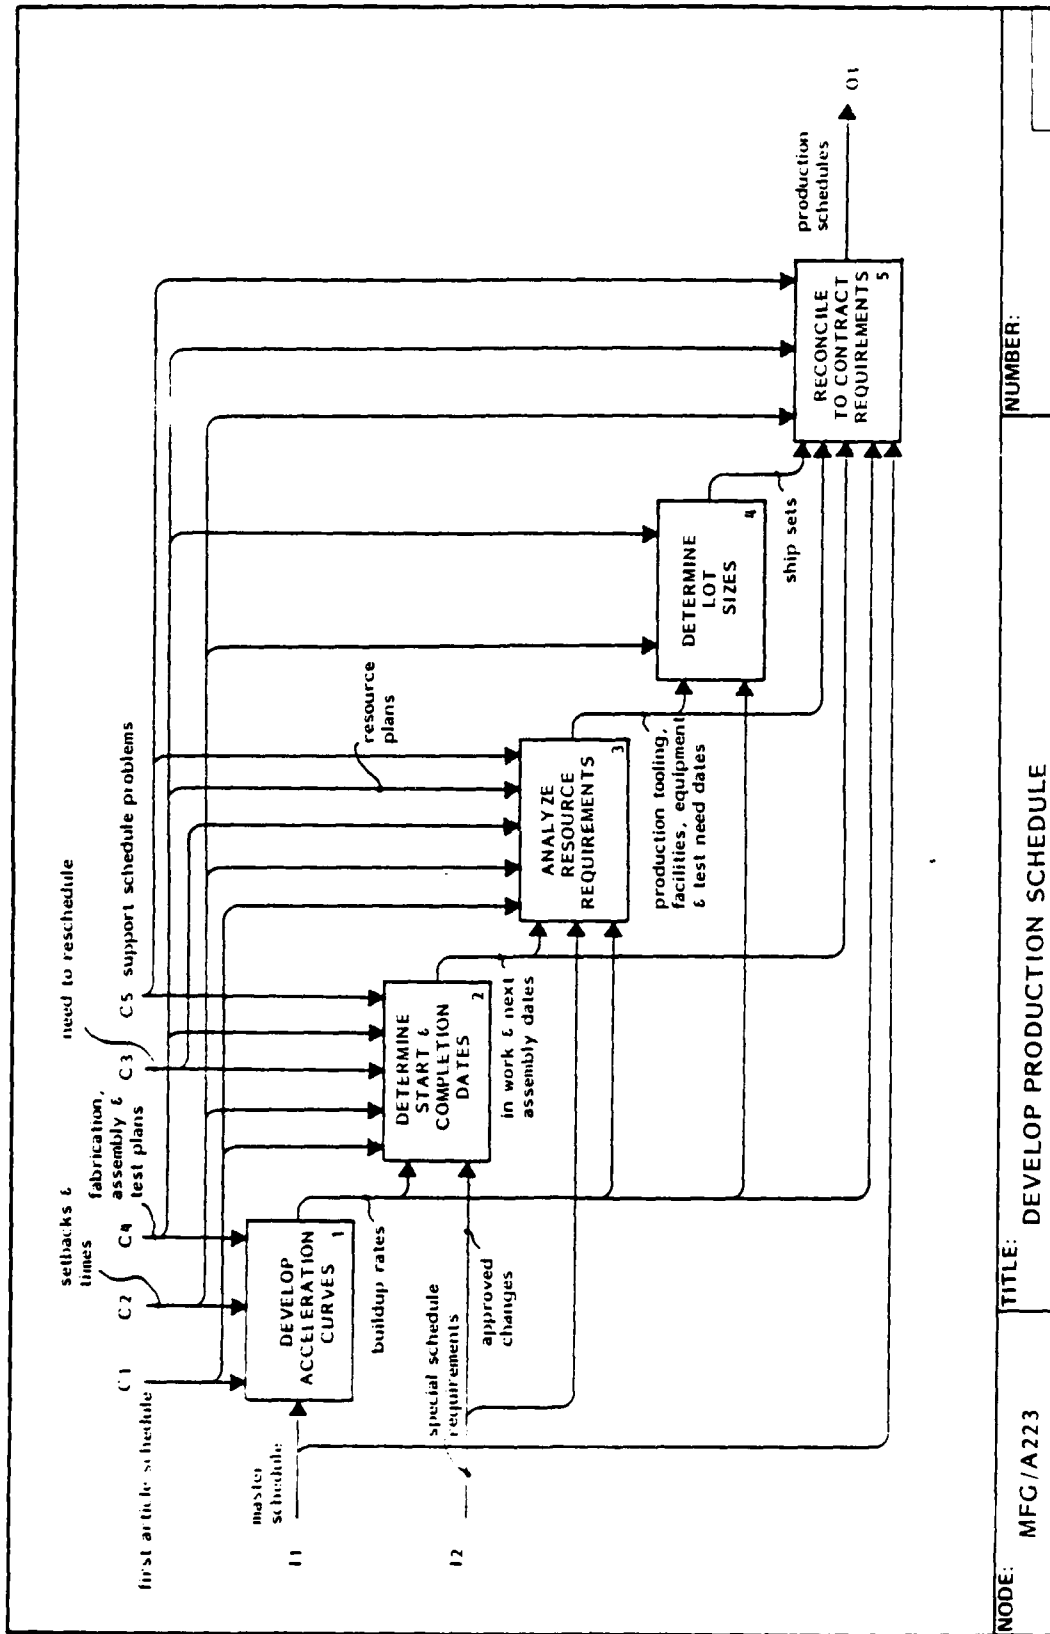 C1
first article schedule
C2
setbacks &
times
C4
fabrication,
assembly &
test plans
C3
need to reschedule
C5
support schedule problems
I1
master
schedule
DEVELOP
ACCELERATION
CURVES
1
buildup rates
I2
special schedule
requirements
approved
changes
DETERMINE
START &
COMPLETION
DATES
2
in work & next
assembly dates
resource
plans
ANALYZE
RESOURCE
REQUIREMENTS
3
production tooling,
facilities, equipment
& test need dates
DETERMINE
LOT
SIZES
4
ship sets
RECONCILE
TO CONTRACT
REQUIREMENTS
5
production
schedules
O1
NODE:
MFG/A223
TITLE:
DEVELOP PRODUCTION SCHEDULE
NUMBER: